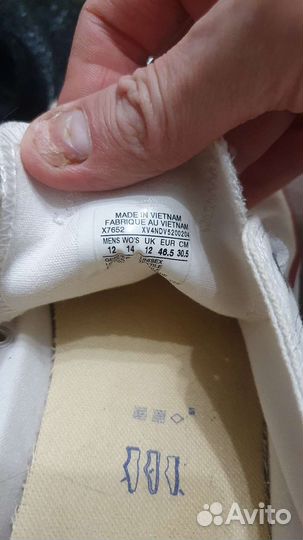 MADE IN VIETNAM
FABRIQUE AU VIETNAM
X7652 XV4NDV5200204
MENS WO'S UK EUR CM
12 14 12 46.5 30.5
Avito